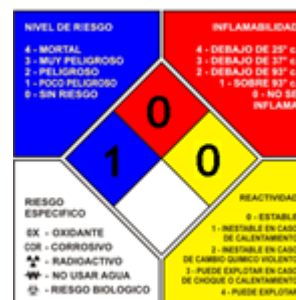 NIVEL DE RIESGO
4 - MORTAL
3 - MUY PELIGROSO
2 - PELIGROSO
1 - POCO PELIGROSO
0 - SIN RIESGO
INFLAMABILIDAD
4 - DEBAJO DE 25°
3 - DEBAJO DE 37°
2 - DEBAJO DE 93°
1 - SOBRE 93°
0 - NO SE
INFLAMA
0
1
0
RIESGO
ESPECIFICO
OX - OXIDANTE
COR - CORROSIVO
- RADIOACTIVO
W - NO USAR AGUA
- RIESGO BIOLOGICO
REACTIVIDAD
0 - ESTABLE
1 - INESTABLE EN CASO
DE CALENTAMIENTO
2 - INESTABLE EN CASO
DE CAMBIO QUIMICO VIOLENTO
3 - PUEDE EXPLOTAR EN CASO
DE CHOQUE O CALENTAMIENTO
4 - PUEDE EXPLOTAR